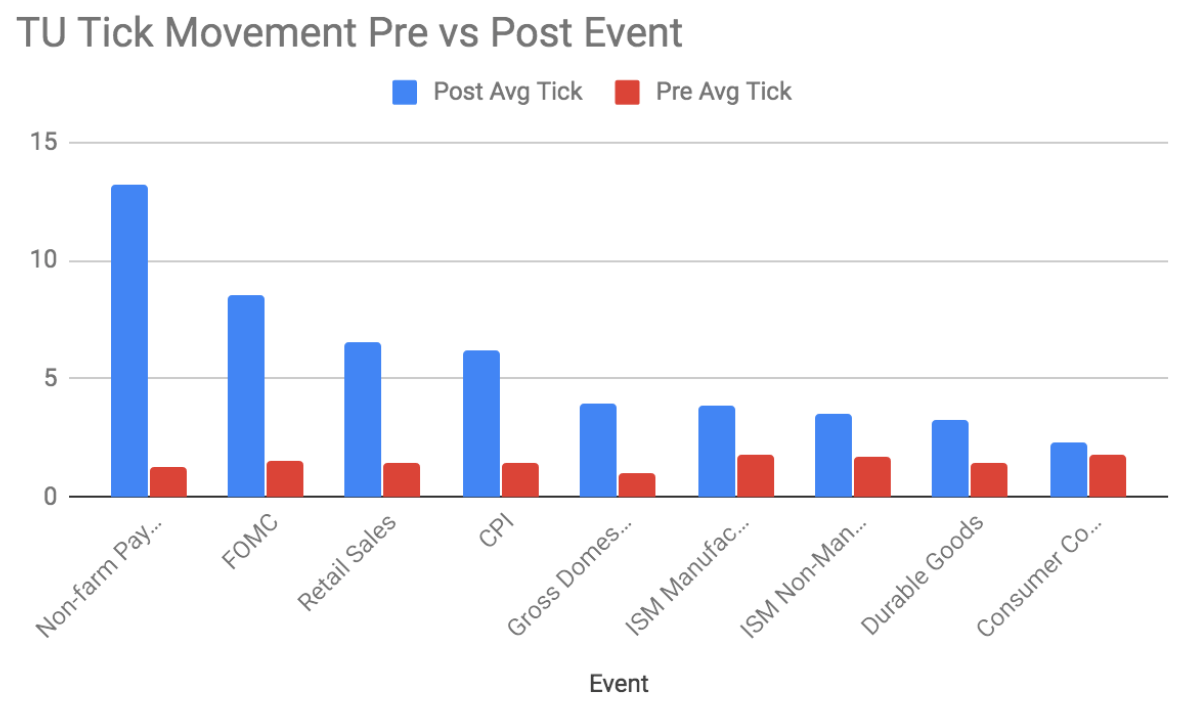 TU Tick Movement Pre vs Post Event
Post Avg Tick Pre Avg Tick
15
10
5
0
Non-farm Pay...
FOMC
Retail Sales
CPI
Gross Domes...
ISM Manufac...
ISM Non-Man...
Durable Goods
Consumer Co...
Event